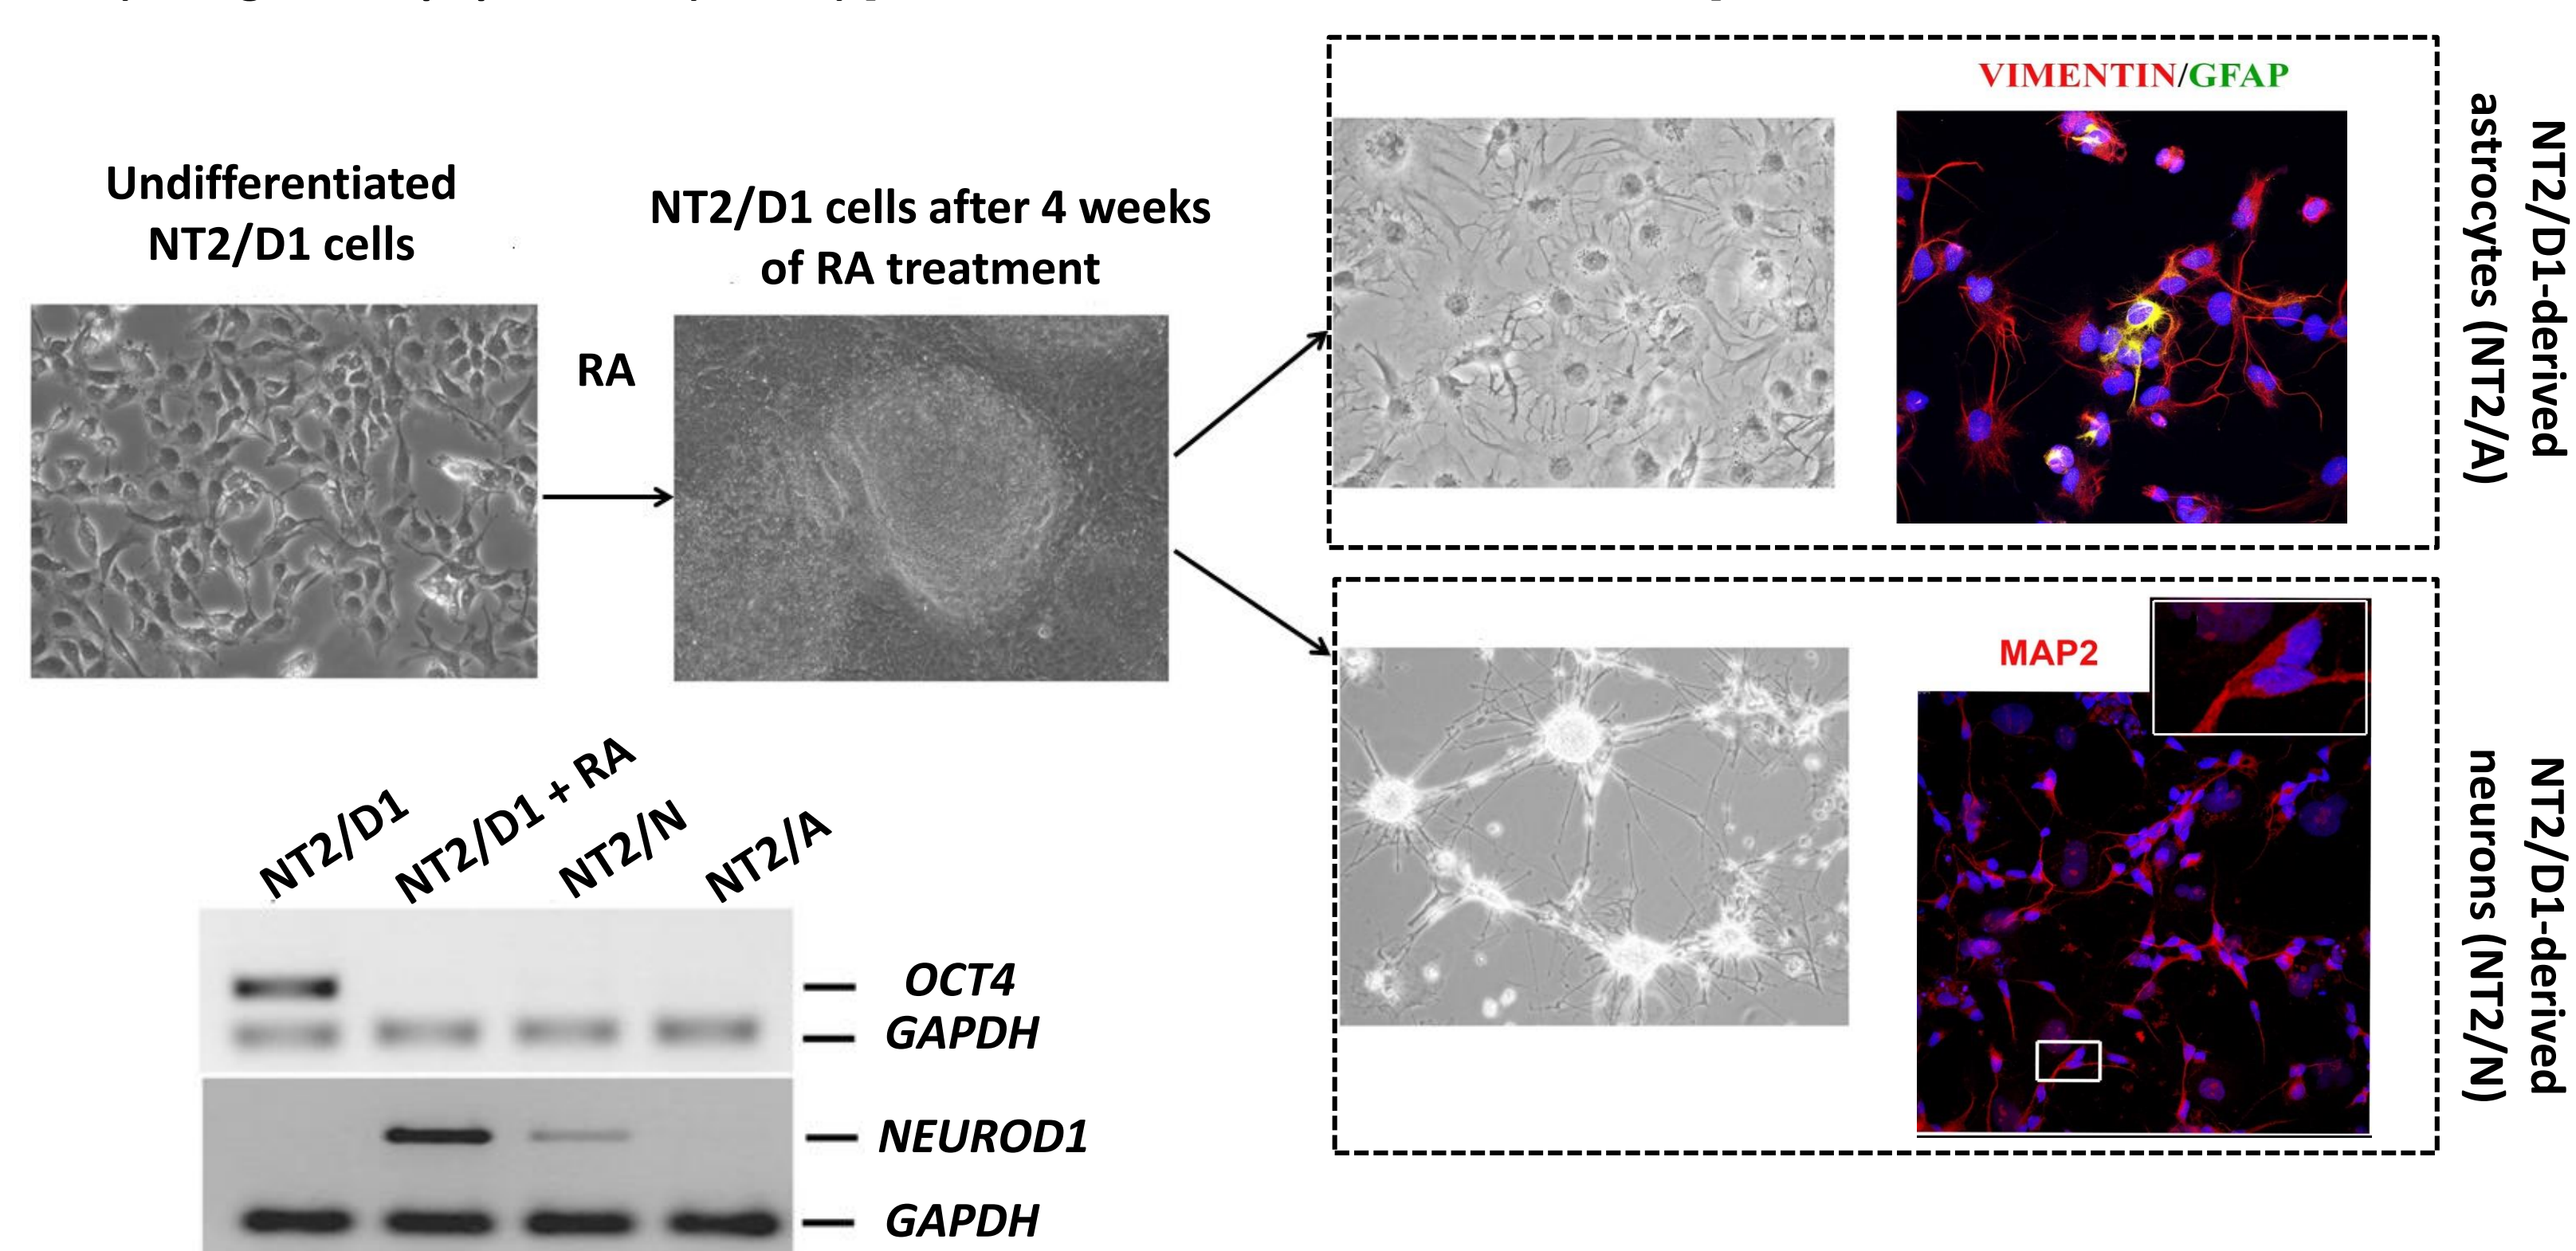 Undifferentiated
NT2/D1 cells
RA
NT2/D1 cells after 4 weeks
of RA treatment
VIMENTIN/GFAP
NT2/D1-derived
astrocytes (NT2/A)
MAP2
NT2/D1-derived
neurons (NT2/N)
NT2/D1
NT2/D1 + RA
NT2/N
NT2/A
OCT4
GAPDH
NEUROD1
GAPDH